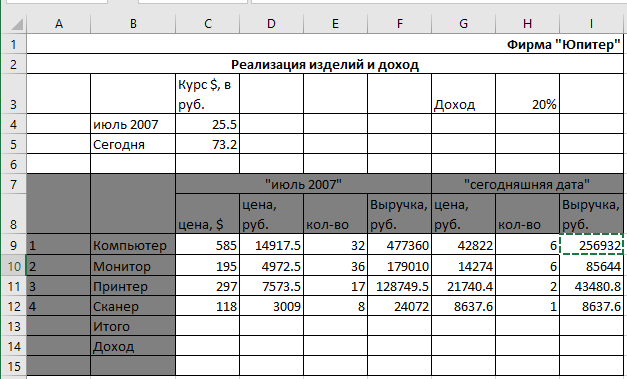 A B C D E F G H I
1 Фирма "Юпитер"
2 Реализация изделий и доход
3 Курс $, в руб. Доход 20%
4 июль 2007 25.5
5 Сегодня 73.2
6
7 "июль 2007" "сегодняшняя дата"
8 цена, $ цена, руб. кол-во Выручка, руб. цена, руб. кол-во Выручка, руб.
9 1 Компьютер 585 14917.5 32 477360 42822 6 256932
10 2 Монитор 195 4972.5 36 179010 14274 6 85644
11 3 Принтер 297 7573.5 17 128749.5 21740.4 2 43480.8
12 4 Сканер 118 3009 8 24072 8637.6 1 8637.6
13 Итого
14 Доход
15